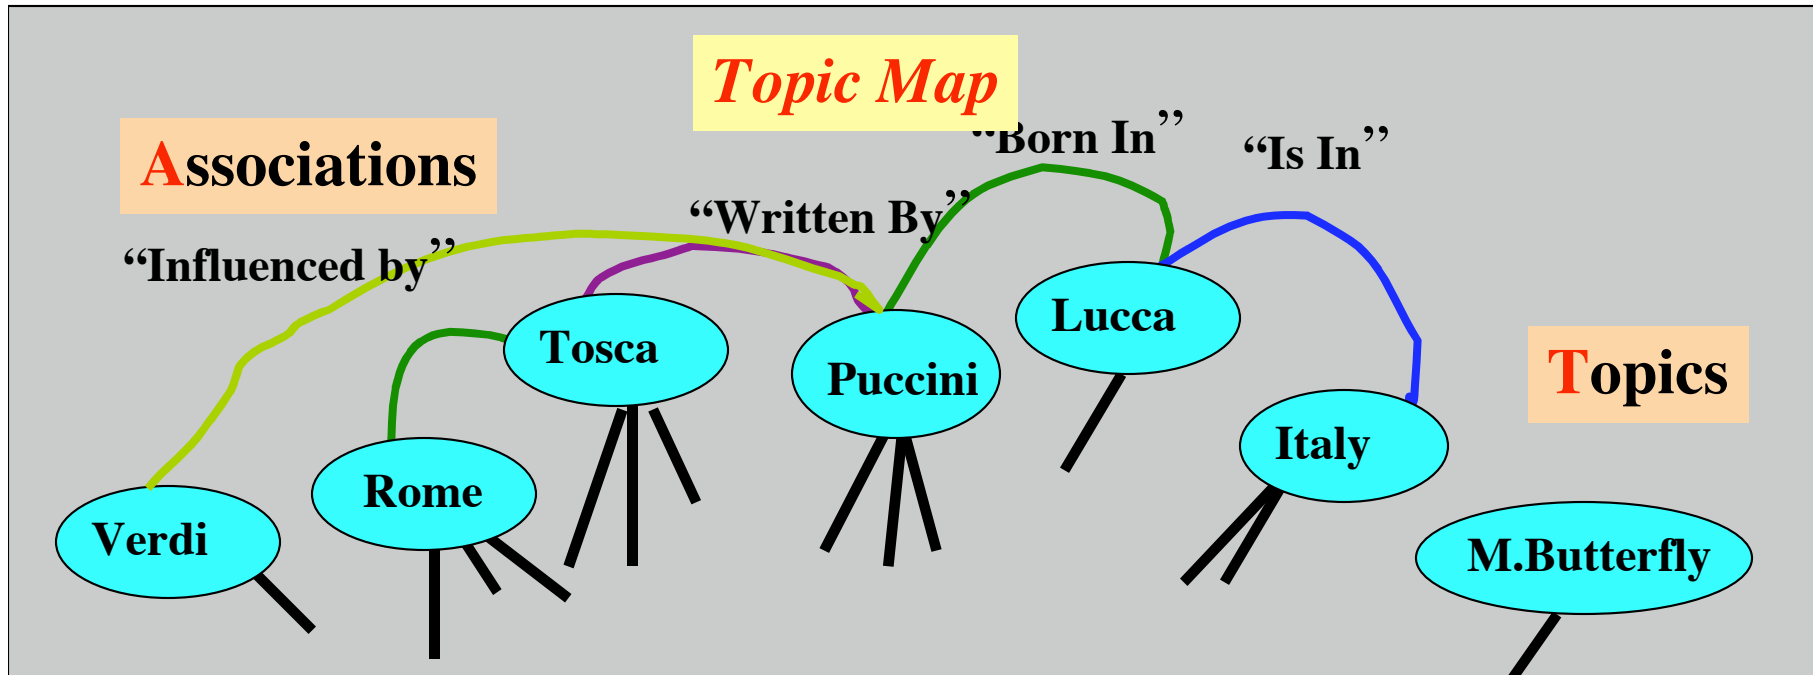 Topic Map
Associations
“Born In”
“Is In”
“Written By”
“Influenced by”
Lucca
Tosca
Puccini
Topics
Italy
Rome
Verdi
M.Butterfly